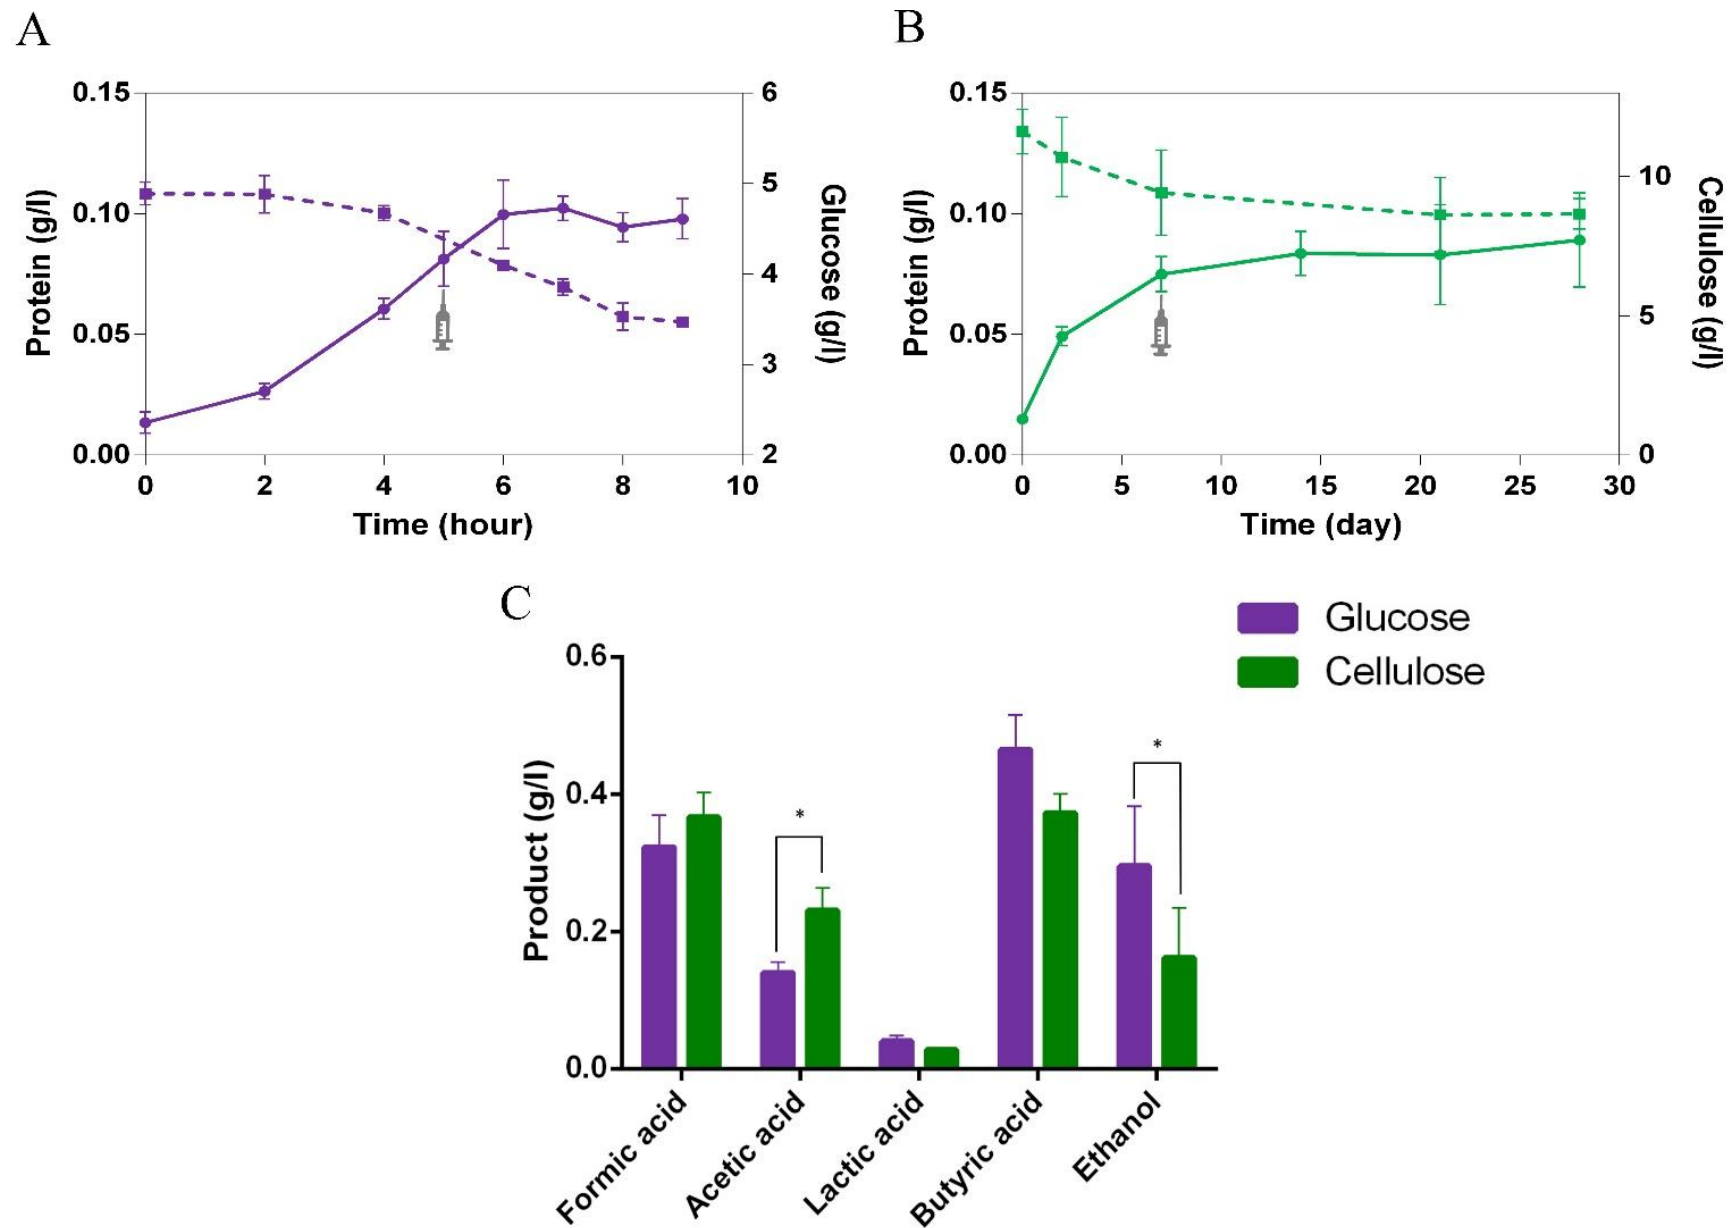 A
B
0.15
0.10
0.05
0.00
Protein (g/l)
6
5
4
3
2
Glucose (g/l)
0 2 4 6 8 10
Time (hour)
0.15
0.10
0.05
0.00
Protein (g/l)
10
5
0
Cellulose (g/l)
0 5 10 15 20 25 30
Time (day)
C
Glucose
Cellulose
0.6
0.4
0.2
0.0
Product (g/l)
*
*
Formic acid
Acetic acid
Lactic acid
Butyric acid
Ethanol